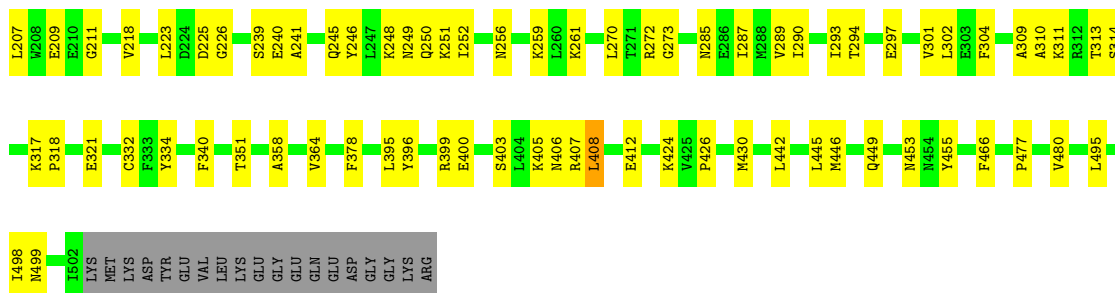 L207 W208 E209 E210 G211 V218 L223 D224 D225 G226 S239 E240 A241 Q245 Y246 L247 K248 N249 Q250 K251 I252 N256 K259 L260 K261 L270 T271 R272 G273 N285 E286 I287 M288 V289 I290 I293 T294 E297 V301 L302 E303 F304 A309 A310 K311 R312 T313 S314
K317 P318 E321 C332 F333 Y334 F340 T351 A358 V364 F378 L395 Y396 R399 E400 S403 L404 K405 N406 R407 L408 E412 K424 V425 P426 M430 L442 L445 M446 Q449 N453 N454 Y455 F466 P477 V480 L495
I498 N499 I502 LYS MET LYS ASP TYR GLU VAL LEU LYS GLU GLY GLU GLN GLU ASP GLY GLY LYS ARG